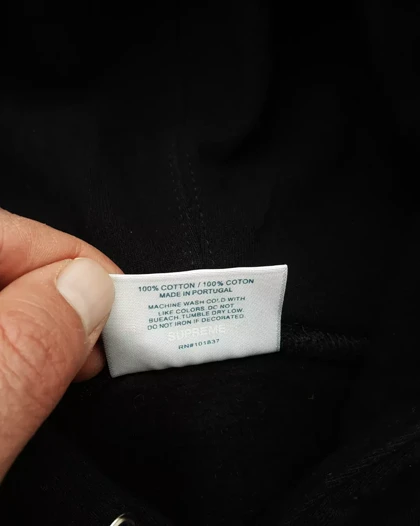 100% COTTON / 100% COTON
MADE IN PORTUGAL
MACHINE WASH COLD WITH
LIKE COLORS. DO NOT
BLEACH. TUMBLE DRY LOW.
DO NOT IRON IF DECORATED.
SUPREME
RN#101837